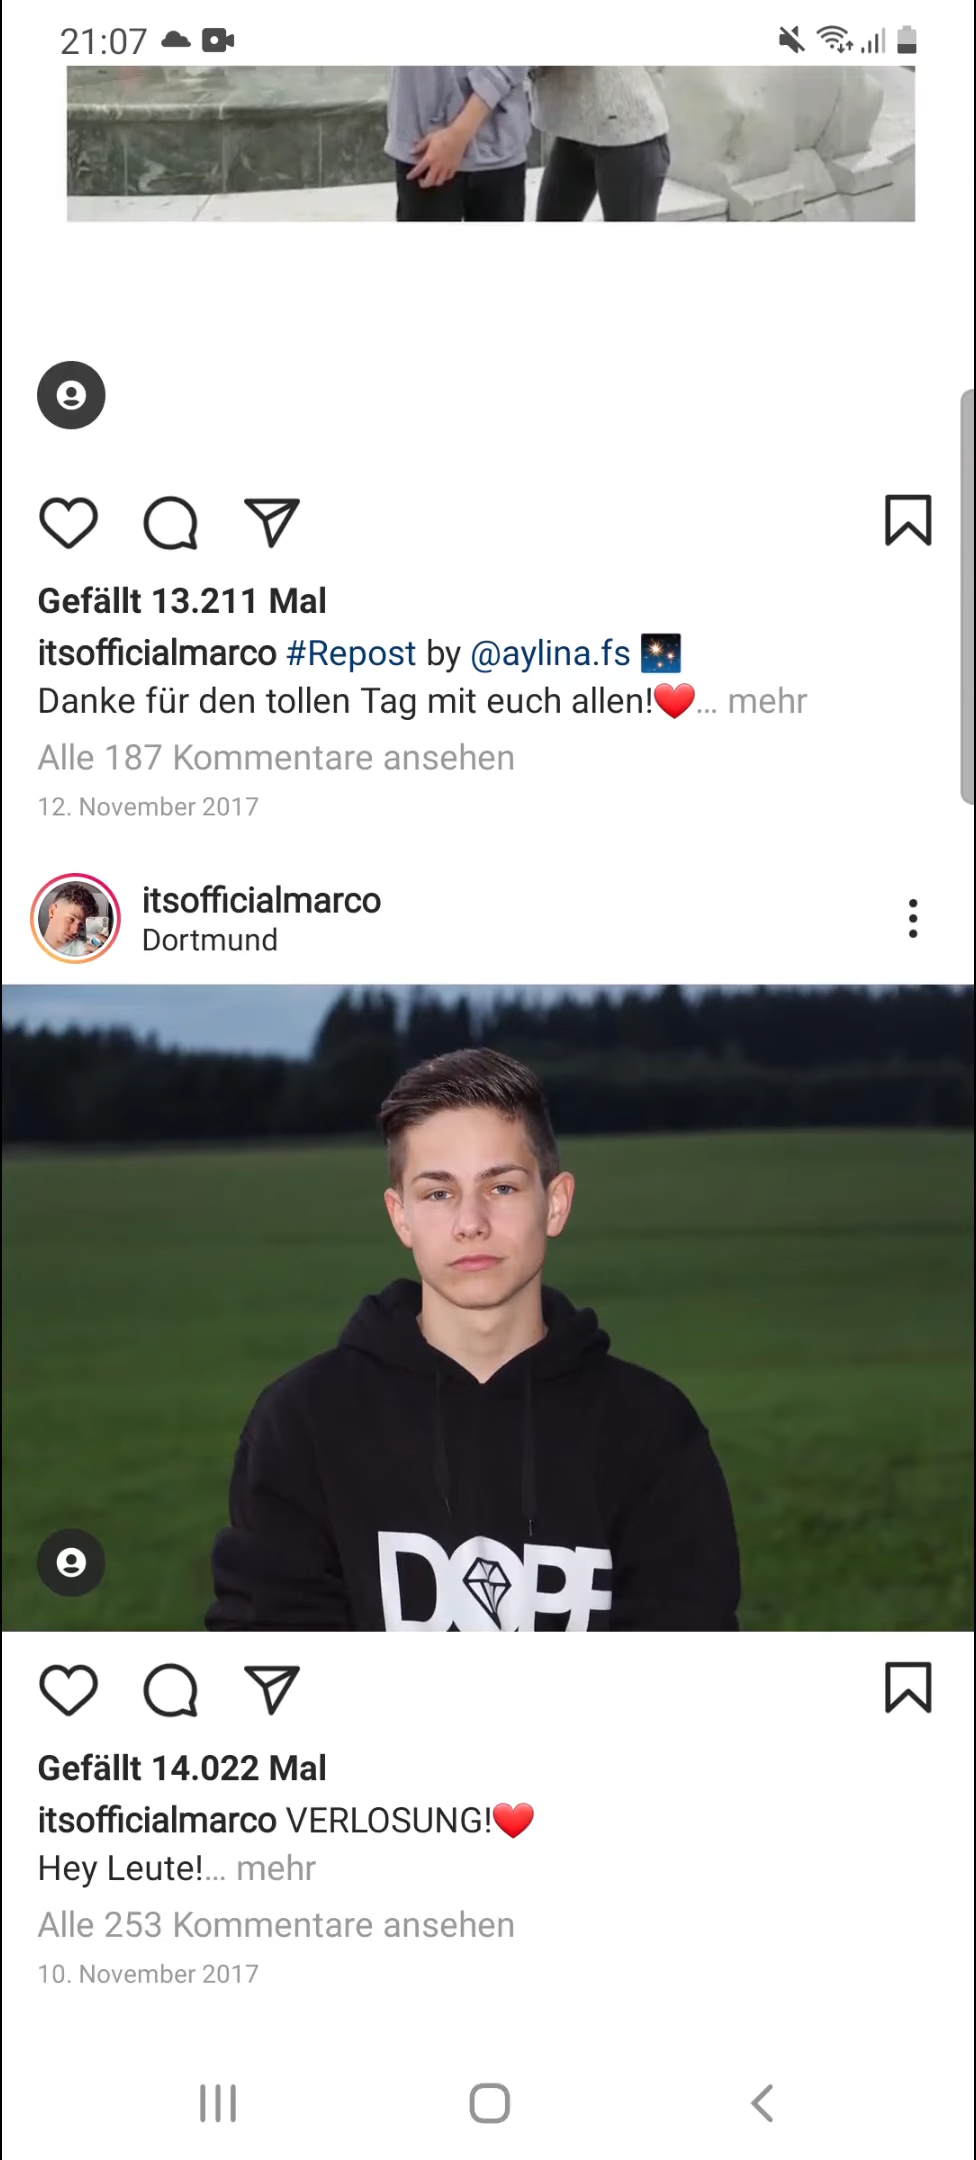 21:07
Gefällt 13.211 Mal
itsofficialmarco #Repost by @aylina.fs 🎇
Danke für den tollen Tag mit euch allen!❤️... mehr
Alle 187 Kommentare ansehen
12. November 2017
itsofficialmarco
Dortmund
DOPE
Gefällt 14.022 Mal
itsofficialmarco VERLOSUNG!❤️
Hey Leute!... mehr
Alle 253 Kommentare ansehen
10. November 2017